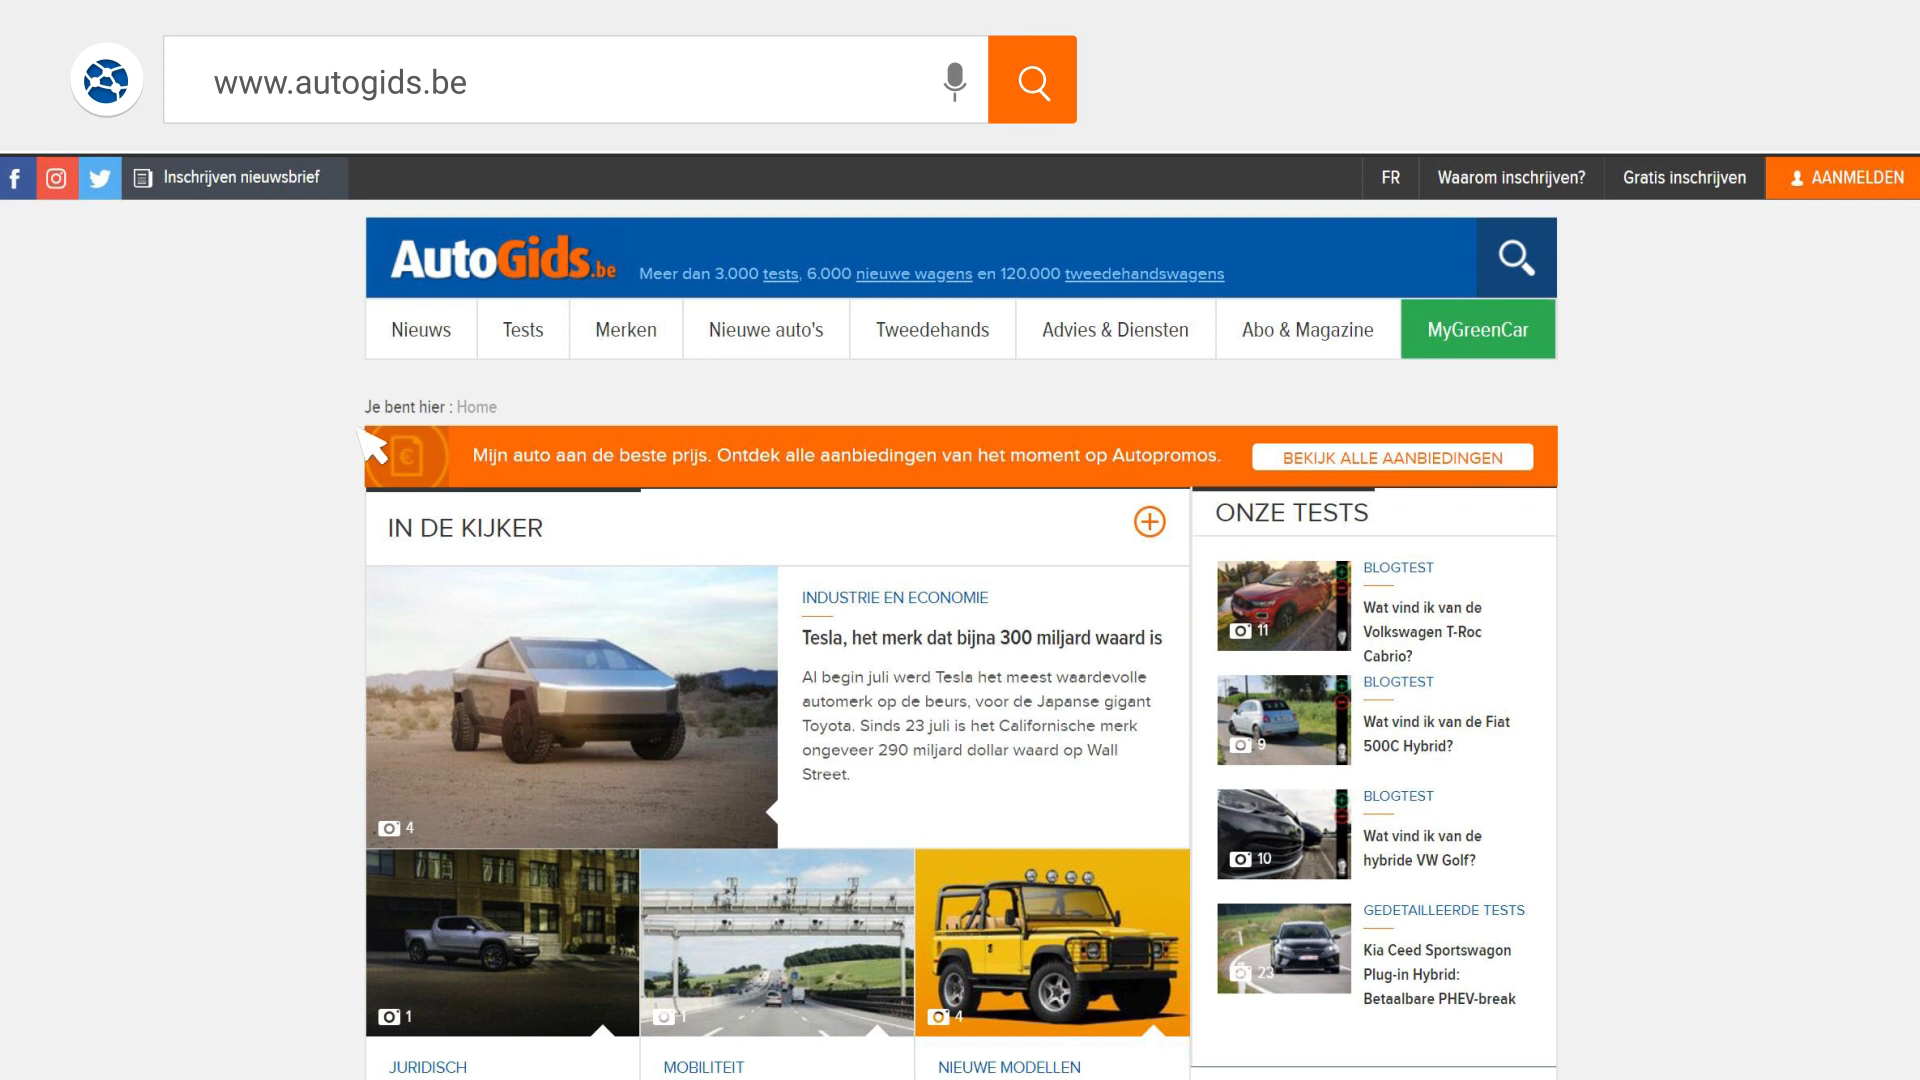 www.autogids.be
Inschrijven nieuwsbrief
FR
Waarom inschrijven?
Gratis inschrijven
AANMELDEN
AutoGids.be
Meer dan 3.000 tests, 6.000 nieuwe wagens en 120.000 tweedehandswagens
Nieuws
Tests
Merken
Nieuwe auto's
Tweedehands
Advies & Diensten
Abo & Magazine
MyGreenCar
Je bent hier : Home
Mijn auto aan de beste prijs. Ontdek alle aanbiedingen van het moment op Autopromos.
BEKIJK ALLE AANBIEDINGEN
IN DE KIJKER
4
INDUSTRIE EN ECONOMIE
Tesla, het merk dat bijna 300 miljard waard is
Al begin juli werd Tesla het meest waardevolle
automerk op de beurs, voor de Japanse gigant
Toyota. Sinds 23 juli is het Californische merk
ongeveer 290 miljard dollar waard op Wall
Street.
1
JURIDISCH
1
MOBILITEIT
4
NIEUWE MODELLEN
ONZE TESTS
11
BLOGTEST
Wat vind ik van de
Volkswagen T-Roc
Cabrio?
9
BLOGTEST
Wat vind ik van de Fiat
500C Hybrid?
10
BLOGTEST
Wat vind ik van de
hybride VW Golf?
23
GEDETAILLEERDE TESTS
Kia Ceed Sportswagon
Plug-in Hybrid:
Betaalbare PHEV-break